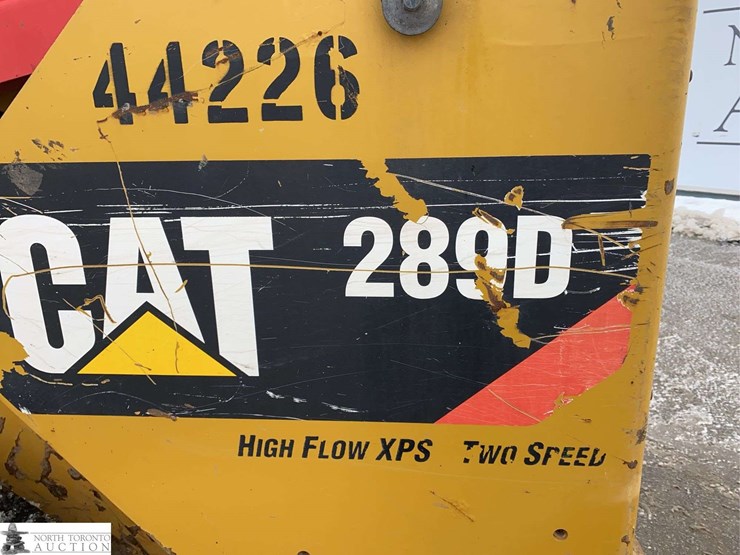 44226
CAT 289D
HIGH FLOW XPS TWO SPEED
N
A
NORTH TORONTO
AUCTION